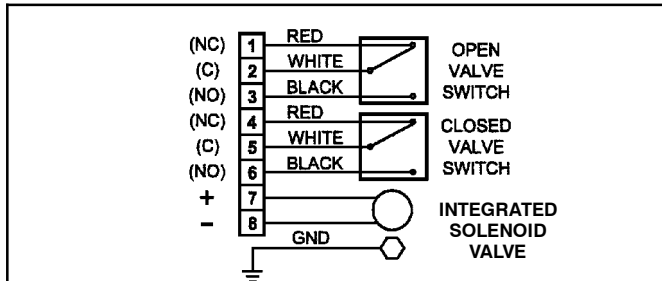 (NC) 1 RED
(C) 2 WHITE
(NO) 3 BLACK
OPEN
VALVE
SWITCH
(NC) 4 RED
(C) 5 WHITE
(NO) 6 BLACK
CLOSED
VALVE
SWITCH
+ 7
- 8
INTEGRATED
SOLENOID
VALVE
GND